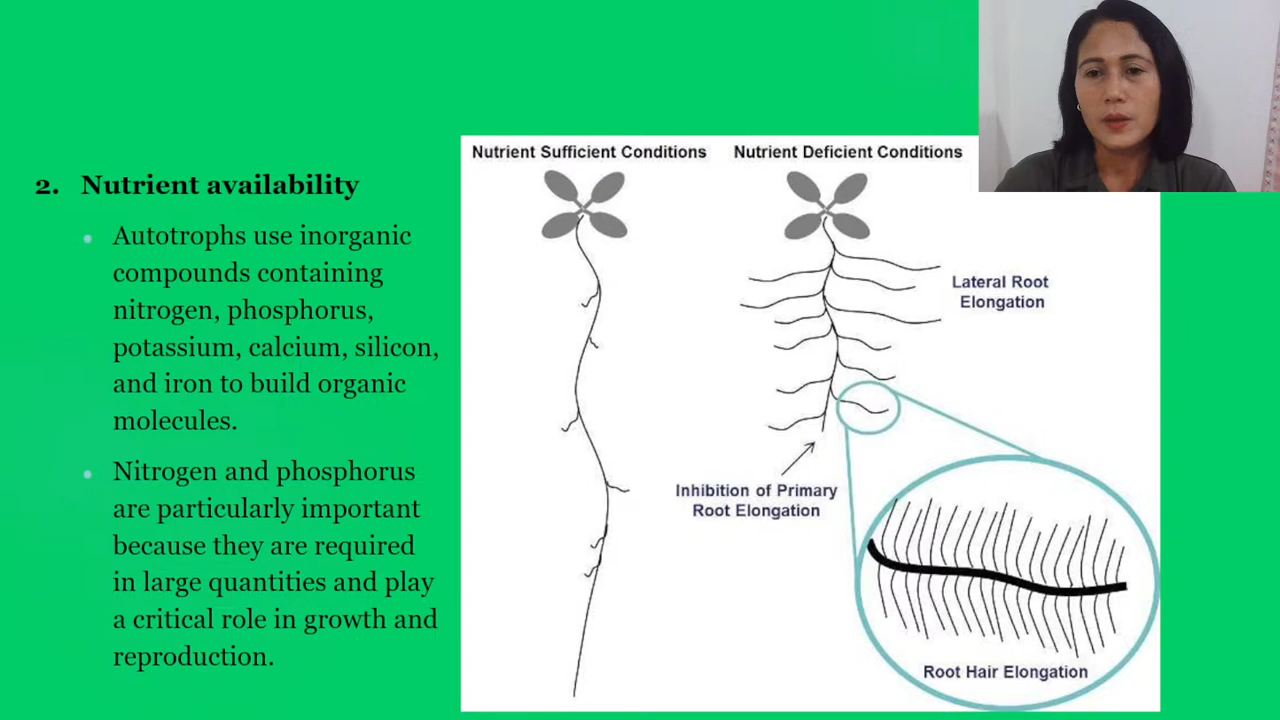 2. Nutrient availability
Autotrophs use inorganic
compounds containing
nitrogen, phosphorus,
potassium, calcium, silicon,
and iron to build organic
molecules.
Nitrogen and phosphorus
are particularly important
because they are required
in large quantities and play
a critical role in growth and
reproduction.
Nutrient Sufficient Conditions
Nutrient Deficient Conditions
Lateral Root
Elongation
Inhibition of Primary
Root Elongation
Root Hair Elongation